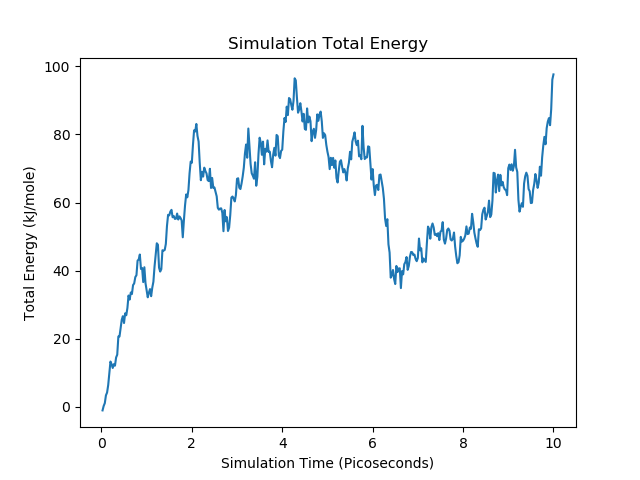 Simulation Total Energy
Total Energy (kJ/mole)
100
80
60
40
20
0
0 2 4 6 8 10
Simulation Time (Picoseconds)